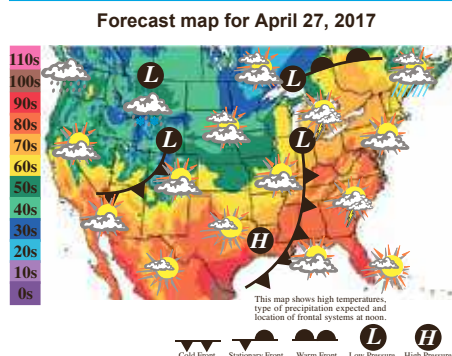 Forecast map for April 27, 2017
110s
100s
90s
80s
70s
60s
50s
40s
30s
20s
10s
0s
L
L
L
L
H
This map shows high temperatures,
type of precipitation expected and
location of frontal systems at noon.
L
H
Cold Front
Stationary Front
Warm Front
Low Pressure
High Pressure